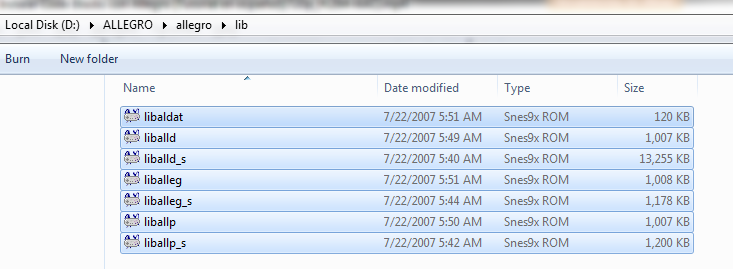 Local Disk (D:) ▸ ALLEGRO ▸ allegro ▸ lib
Burn New folder
Name Date modified Type Size
libaldat 7/22/2007 5:51 AM Snes9x ROM 120 KB
liballd 7/22/2007 5:49 AM Snes9x ROM 1,007 KB
liballd_s 7/22/2007 5:40 AM Snes9x ROM 13,255 KB
liballeg 7/22/2007 5:51 AM Snes9x ROM 1,008 KB
liballeg_s 7/22/2007 5:44 AM Snes9x ROM 1,178 KB
liballp 7/22/2007 5:50 AM Snes9x ROM 1,007 KB
liballp_s 7/22/2007 5:42 AM Snes9x ROM 1,200 KB